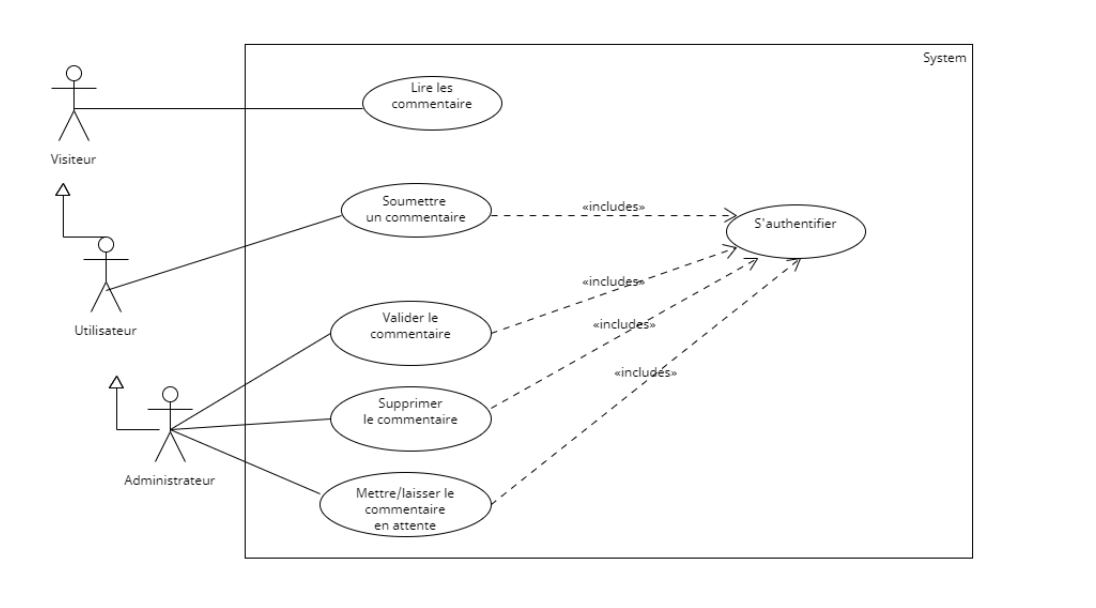 System
Lire les
commentaire
Visiteur
Soumettre
un commentaire
«includes»
S'authentifier
«includes»
Utilisateur
Valider le
commentaire
«includes»
«includes»
Supprimer
le commentaire
Administrateur
Mettre/laisser le
commentaire
en attente